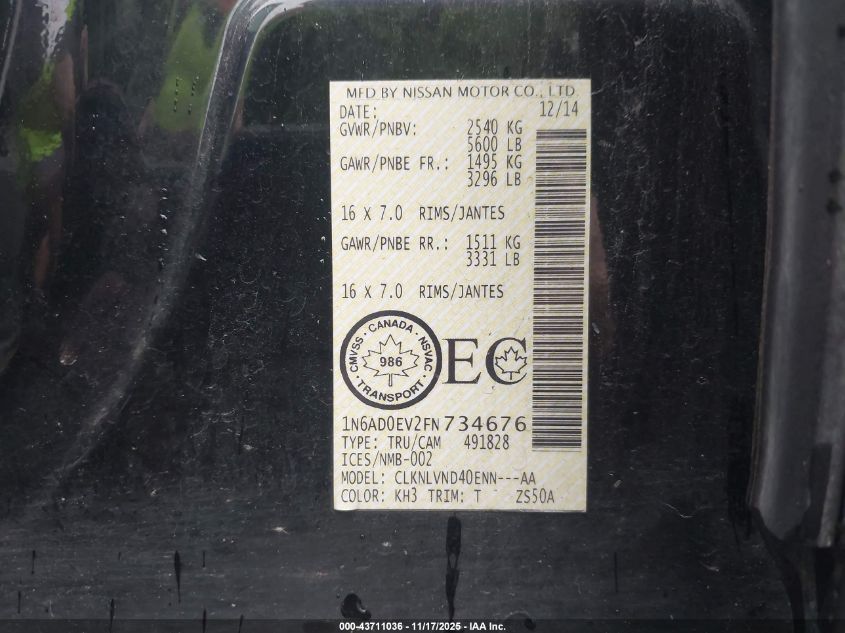 MFD BY NISSAN MOTOR CO., LTD.
DATE: 12/14
GVWR/PNBV: 2540 KG
5600 LB
GAWR/PNBE FR.: 1495 KG
3296 LB
16 X 7.0 RIMS/JANTES
GAWR/PNBE RR.: 1511 KG
3331 LB
16 X 7.0 RIMS/JANTES
CMVSS · CANADA · NSVAC
986
· TRANSPORT ·
EC
1N6AD0EV2FN734676
TYPE: TRU/CAM 491828
ICES/NMB-002
MODEL: CLKNLVND40ENN---AA
COLOR: KH3 TRIM: T ZS50A
000-43711036 - 11/17/2025 - IAA Inc.